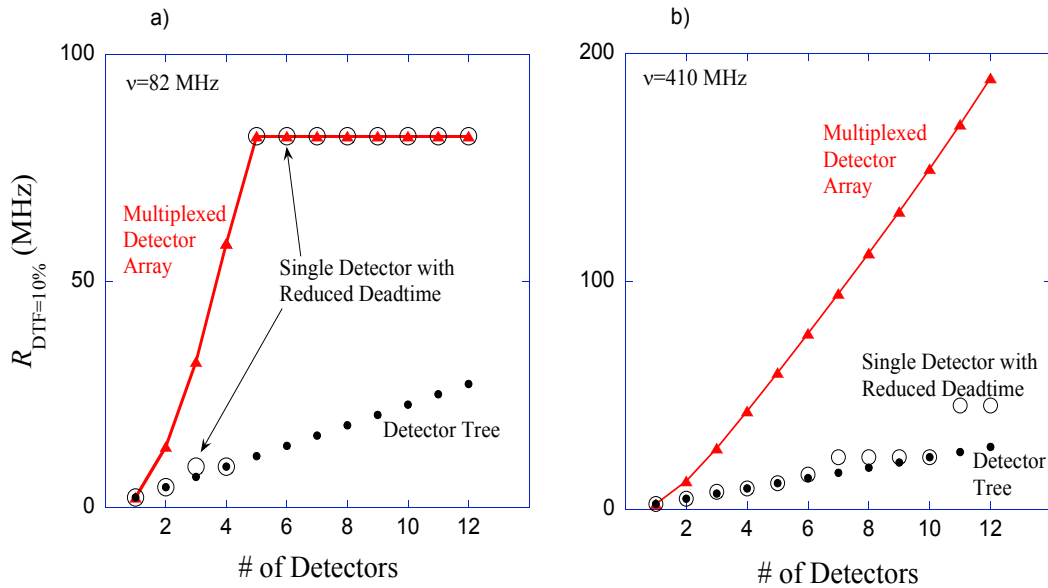 a)
100
50
0
ν=82 MHz
Multiplexed
Detector
Array
Single Detector with
Reduced Deadtime
Detector Tree
R DTF=10% (MHz)
2 4 6 8 10 12
# of Detectors
b)
200
100
0
ν=410 MHz
Multiplexed
Detector
Array
Single Detector with
Reduced Deadtime
Detector
Tree
2 4 6 8 10 12
# of Detectors